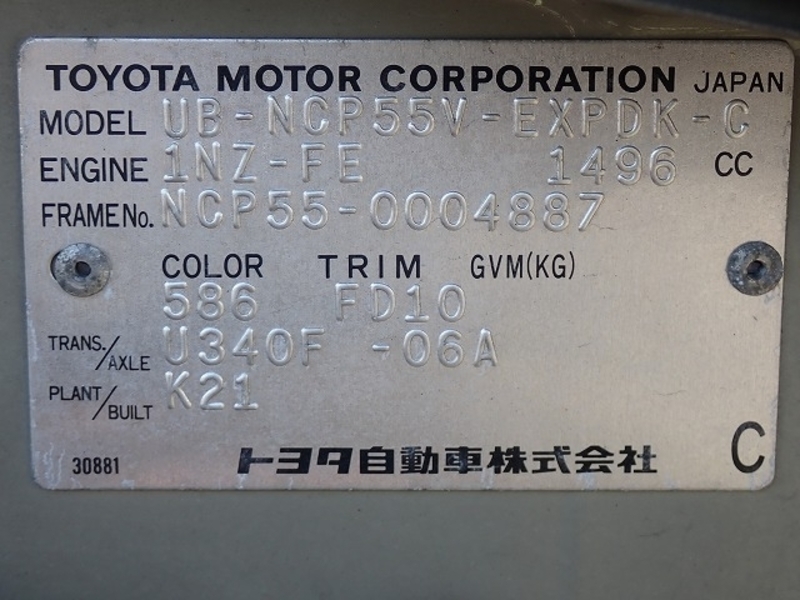 TOYOTA MOTOR CORPORATION JAPAN
MODEL UB-NCP55V-EXPDK-C
ENGINE 1NZ-FE 1496 CC
FRAME No. NCP55-0004887
COLOR TRIM GVM(KG)
586 FD10
TRANS./AXLE U340F -06A
PLANT/BUILT K21
30881 トヨタ自動車株式会社 C